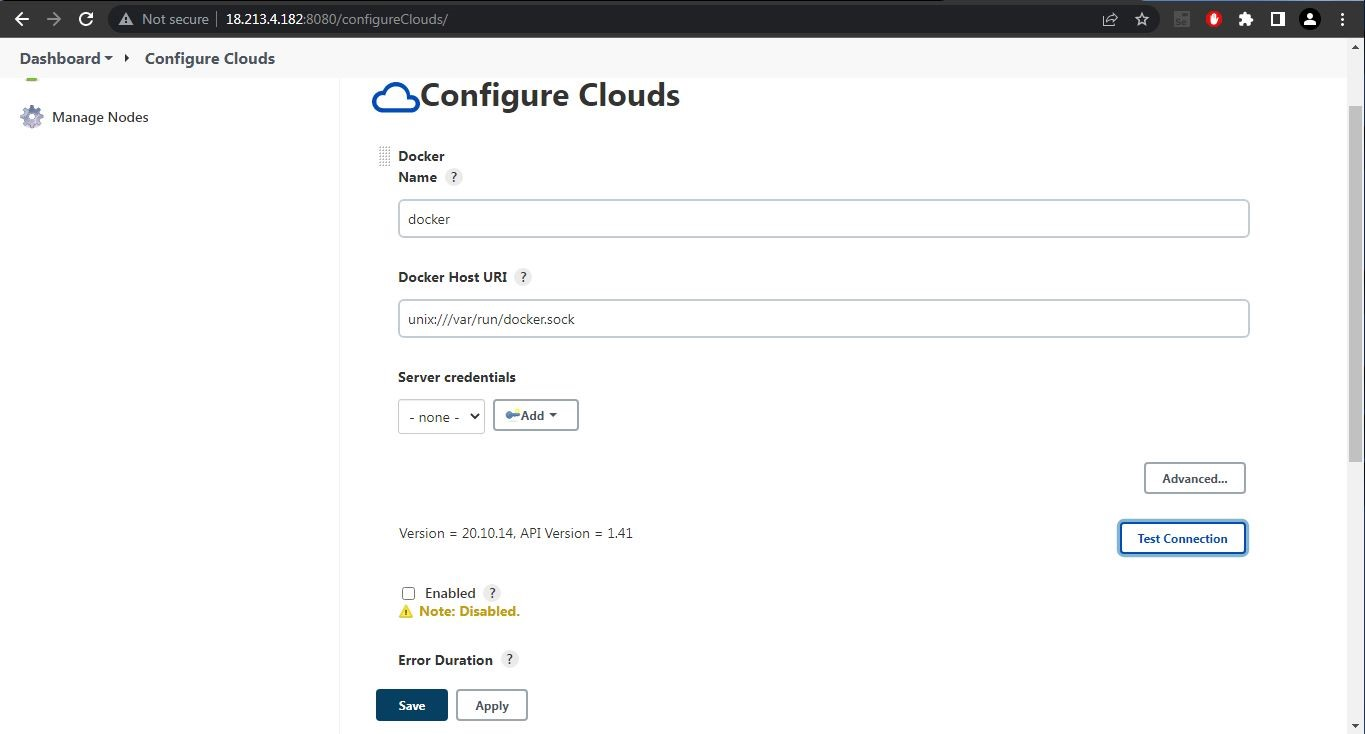 Not secure 18.213.4.182:8080/configureClouds/
Dashboard Configure Clouds
Manage Nodes
Configure Clouds
Docker
Name ?
docker
Docker Host URI ?
unix:///var/run/docker.sock
Server credentials
- none - Add
Advanced...
Version = 20.10.14, API Version = 1.41
Test Connection
Enabled ?
Note: Disabled.
Error Duration ?
Save Apply